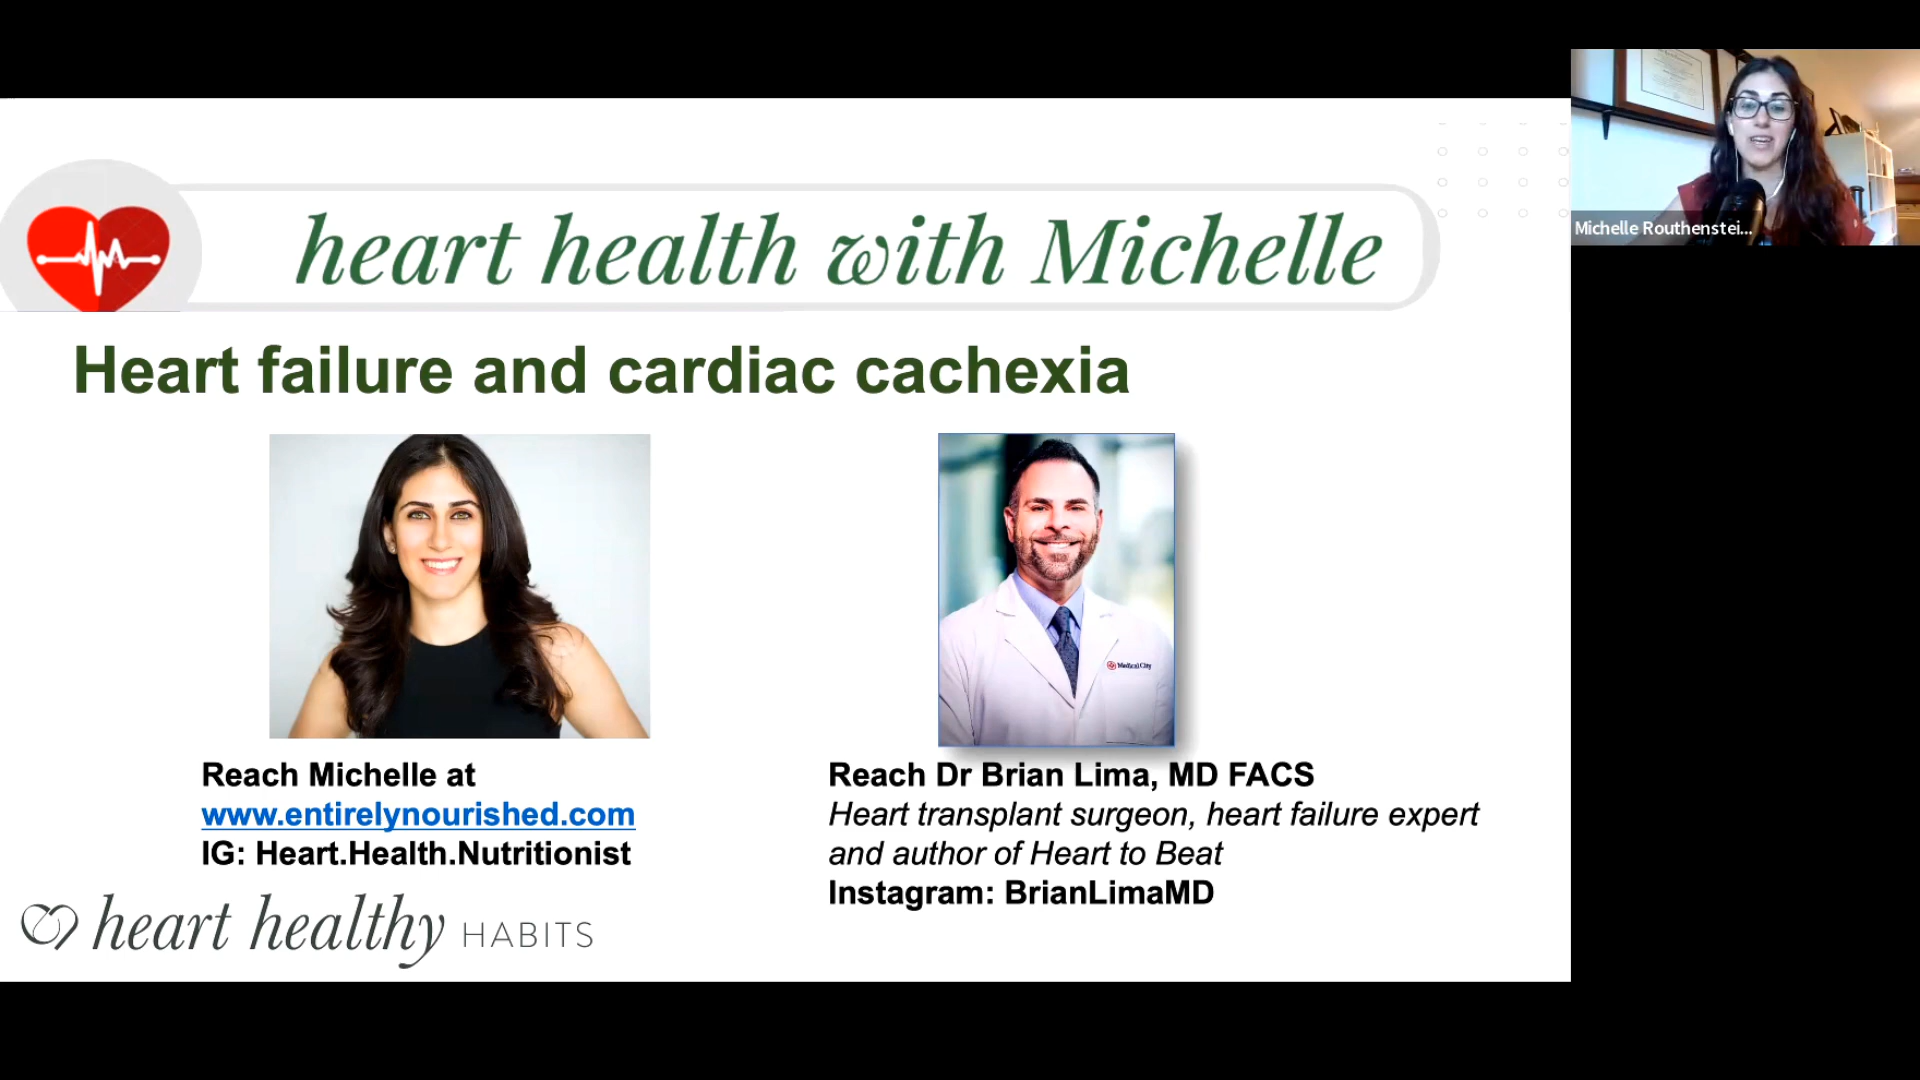 heart health with Michelle
Heart failure and cardiac cachexia
Reach Michelle at
www.entirelynourished.com
IG: Heart.Health.Nutritionist
Medical City
Reach Dr Brian Lima, MD FACS
Heart transplant surgeon, heart failure expert
and author of Heart to Beat
Instagram: BrianLimaMD
heart healthy HABITS
Michelle Routhenstei...